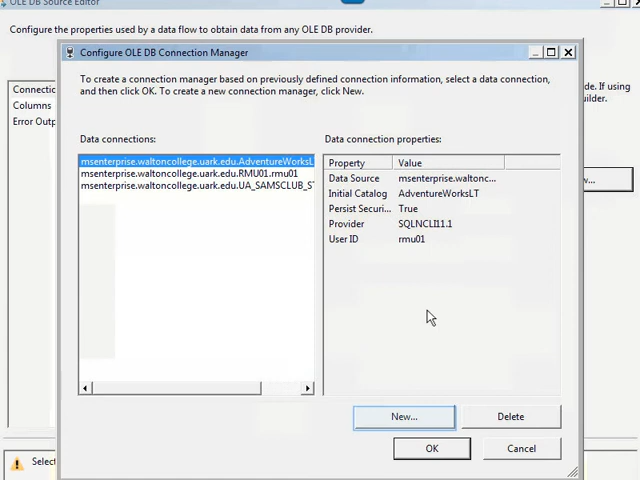 OLE DB Source Editor
Configure the properties used by a data flow to obtain data from any OLE DB provider.
Configure OLE DB Connection Manager
To create a connection manager based on previously defined connection information, select a data connection,
and then click OK. To create a new connection manager, click New.
Connectio
Columns
Error Outp
de. If using
uilder.
w...
Data connections:
msenterprise.waltoncollege.uark.edu.AdventureWorksL
msenterprise.waltoncollege.uark.edu.RMU01.rmu01
msenterprise.waltoncollege.uark.edu.UA_SAMSCLUB_ST
Data connection properties:
Property Value
Data Source msenterprise.waltonc...
Initial Catalog AdventureWorksLT
Persist Securi... True
Provider SQLNCLI11.1
User ID rmu01
New... Delete
OK Cancel
Select